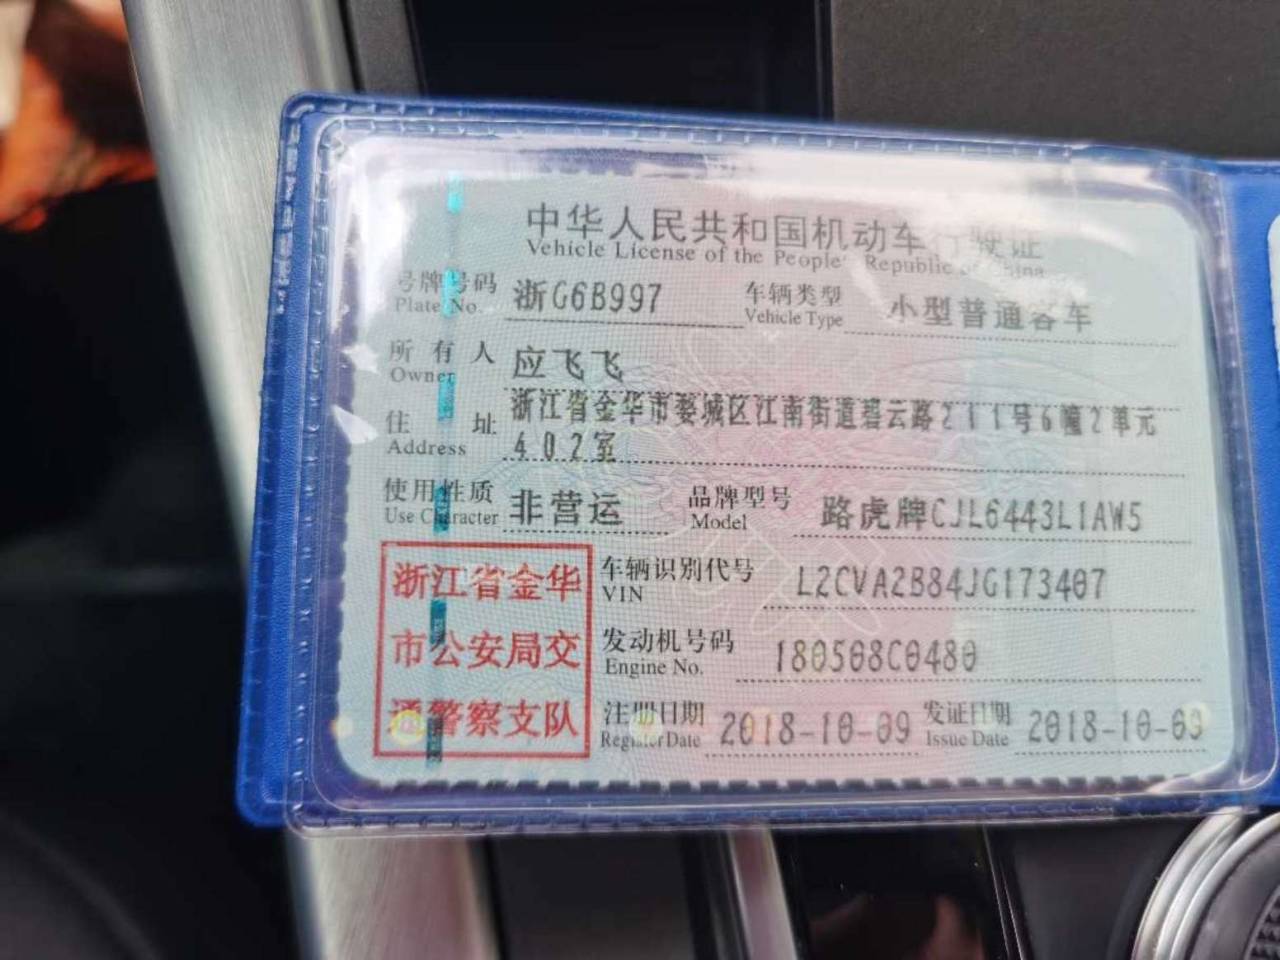 中华人民共和国机动车行驶证
Vehicle License of the People's Republic of China
号牌号码 浙G6B997 车辆类型 小型普通客车
Plate No. Vehicle Type
所有人 应飞飞
Owner
住址 浙江省金华市婺城区江南街道碧云路211号6幢2单元
Address 402室
使用性质 非营运 品牌型号 路虎牌CJL6443L1AW5
Use Character Model
浙江省金华
市公安局交
通警察支队
车辆识别代号 L2CVA2B84JG173407
VIN
发动机号码 180508C0480
Engine No.
注册日期 2018-10-09 发证日期 2018-10-09
Register Date Issue Date